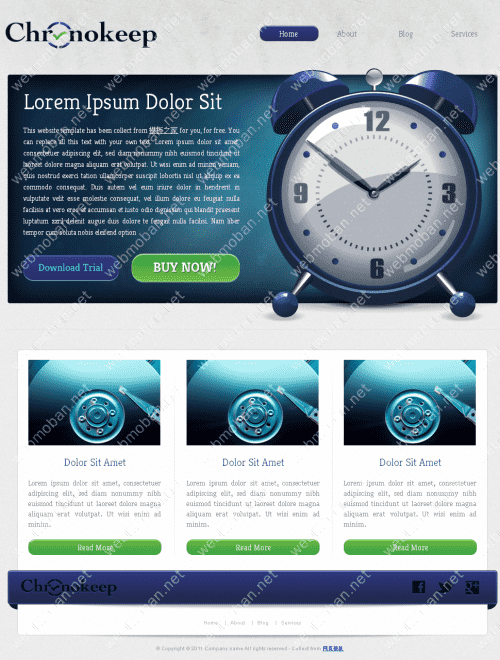 Chronokeep
Home
About
Blog
Services
Lorem Ipsum Dolor Sit
This website template has been collect from 模板之家 for you, for free. You
can replace all this text with your own text. Lorem ipsum dolor sit amet,
consectetuer adipiscing elit, sed diam nonummy nibh euismod tincidunt ut
laoreet dolore magna aliquam erat volutpat. Ut wisi enim ad minim veniam,
quis nostrud exerci tation ullamcorper suscipit lobortis nisl ut aliquip ex ea
commodo consequat. Duis autem vel eum iriure dolor in hendrerit in
vulputate velit esse molestie consequat, vel illum dolore eu feugiat nulla
facilisis at vero eros et accumsan et iusto odio dignissim qui blandit praesent
luptatum zzril delenit augue duis dolore te feugait nulla facilisi. Nam liber
tempor cum soluta nobis eleifend option
Download Trial
BUY NOW!
12
9
3
6
Dolor Sit Amet
Lorem ipsum dolor sit amet, consectetuer
adipiscing elit, sed diam nonummy nibh
euismod tincidunt ut laoreet dolore magna
aliquam erat volutpat. Ut wisi enim ad
minim.
Read More
Dolor Sit Amet
Lorem ipsum dolor sit amet, consectetuer
adipiscing elit, sed diam nonummy nibh
euismod tincidunt ut laoreet dolore magna
aliquam erat volutpat. Ut wisi enim ad
minim.
Read More
Dolor Sit Amet
Lorem ipsum dolor sit amet, consectetuer
adipiscing elit, sed diam nonummy nibh
euismod tincidunt ut laoreet dolore magna
aliquam erat volutpat. Ut wisi enim ad
minim.
Read More
Chronokeep
Home | About | Blog | Services
Copyright © 2011. Company name All rights reserved - Collect from 网页模板
webmoban.net